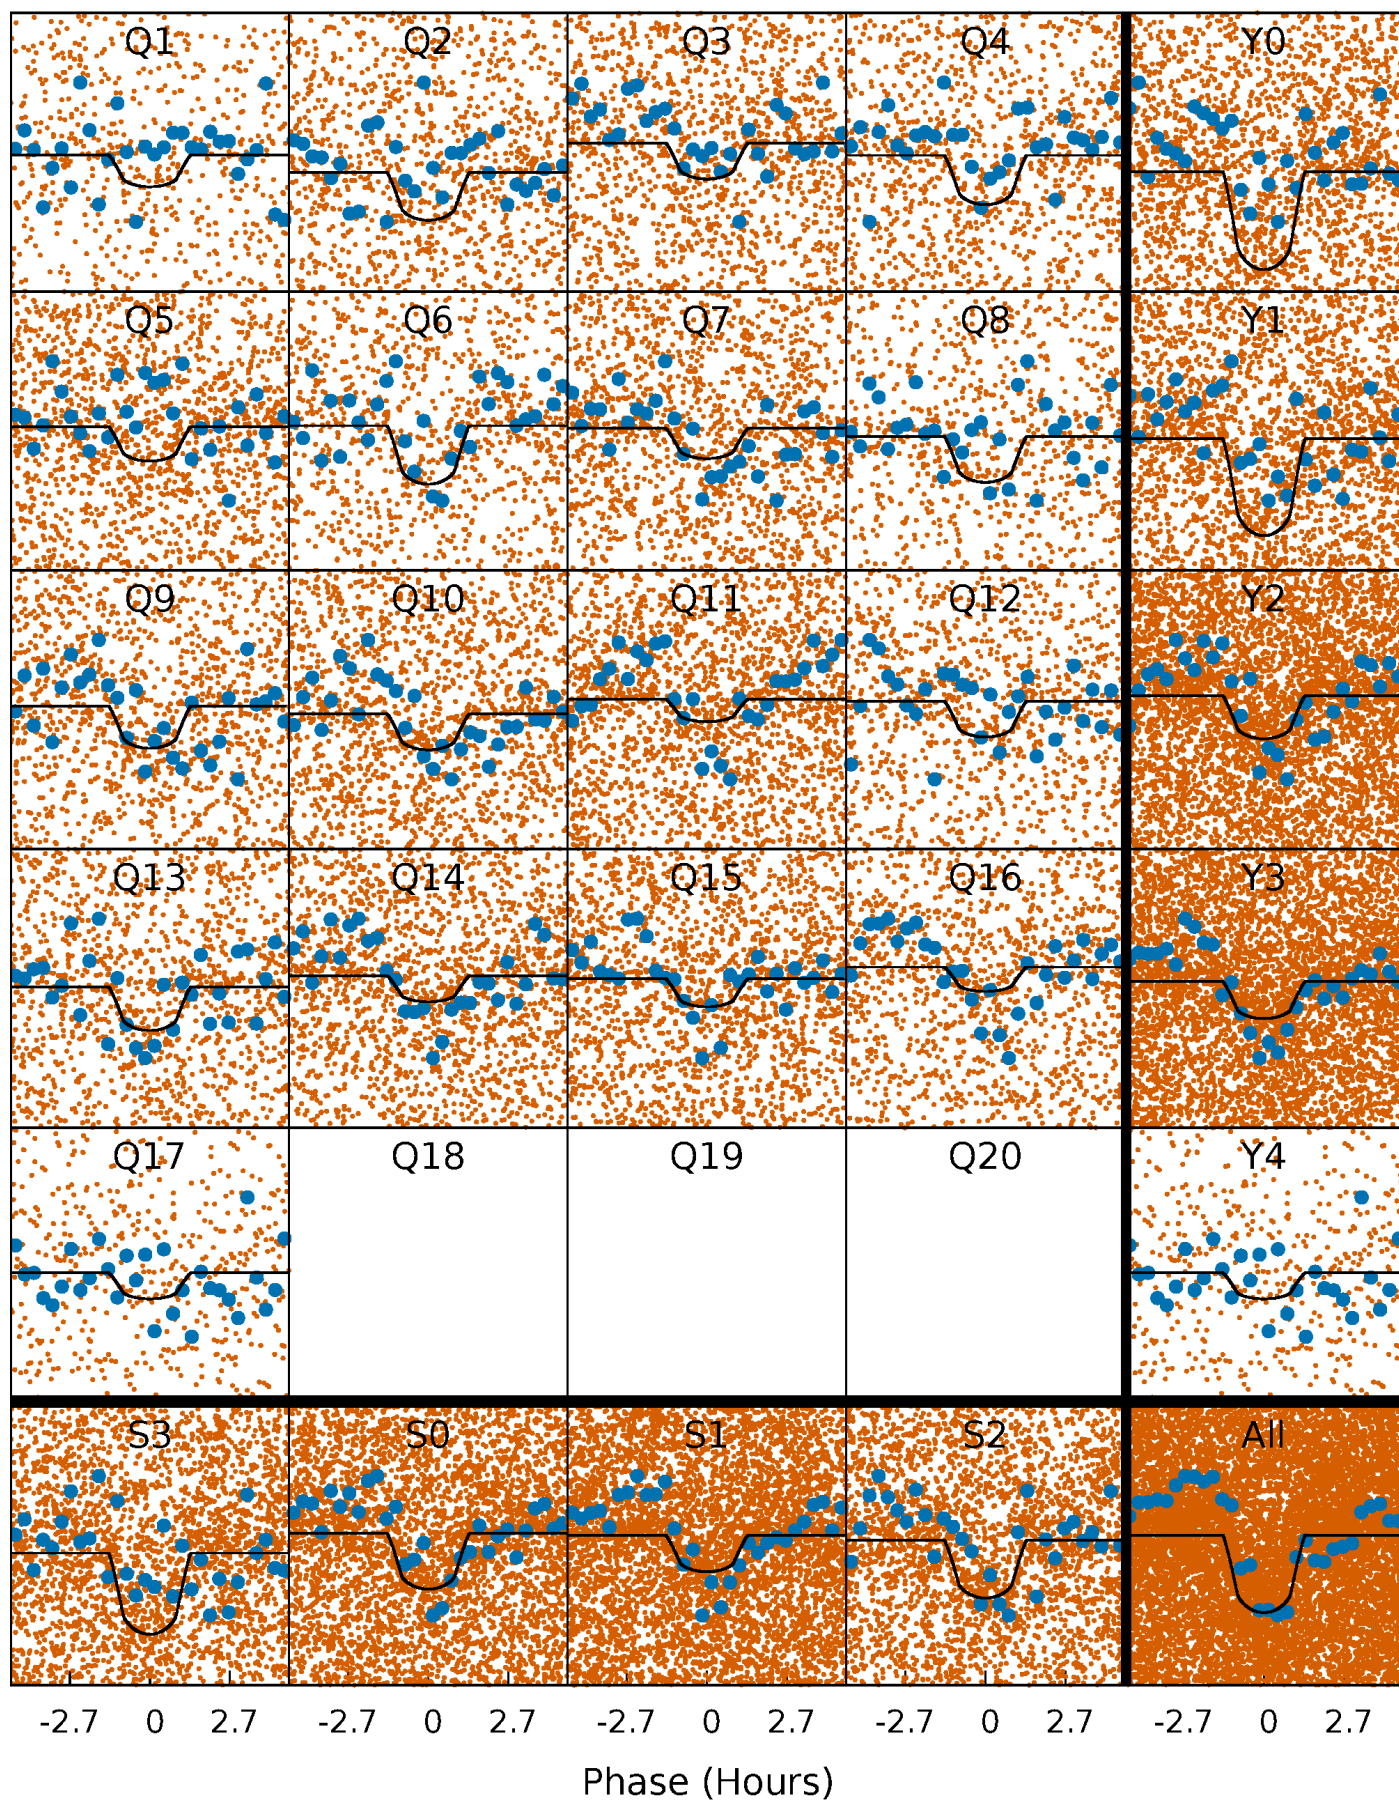 Q1 Q2 Q3 Q4 Y0
Q5 Q6 Q7 Q8 Y1
Q9 Q10 Q11 Q12 Y2
Q13 Q14 Q15 Q16 Y3
Q17 Q18 Q19 Q20 Y4
S3 S0 S1 S2 All
-2.7 0 2.7 -2.7 0 2.7 -2.7 0 2.7 -2.7 0 2.7 -2.7 0 2.7
Phase (Hours)